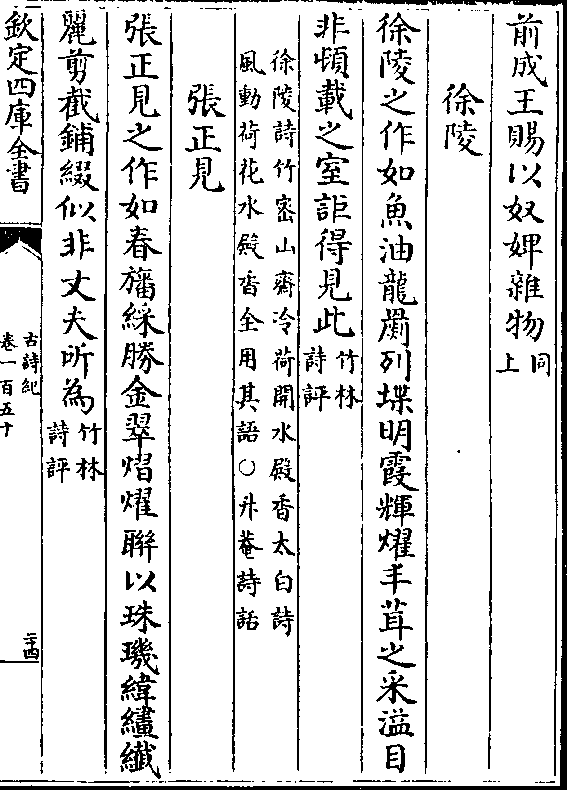 前成王賜以奴婢雜物同上
徐陵
徐陵之作如魚油龍罽列堞明霞輝燿丰茸之采溢目
非頓載之室詎得見此竹林詩評
徐陵詩竹密山齋冷荷開水殿香太白詩
風動荷花水殿香全用其語○升菴詩話
張正見
張正見之作如春旛綵勝金翠熠燿聯以珠璣緯繣纖
麗剪截鋪綴似非丈夫所為竹林詩評
欽定四庫全書
古詩紀
卷一百五十
二十四